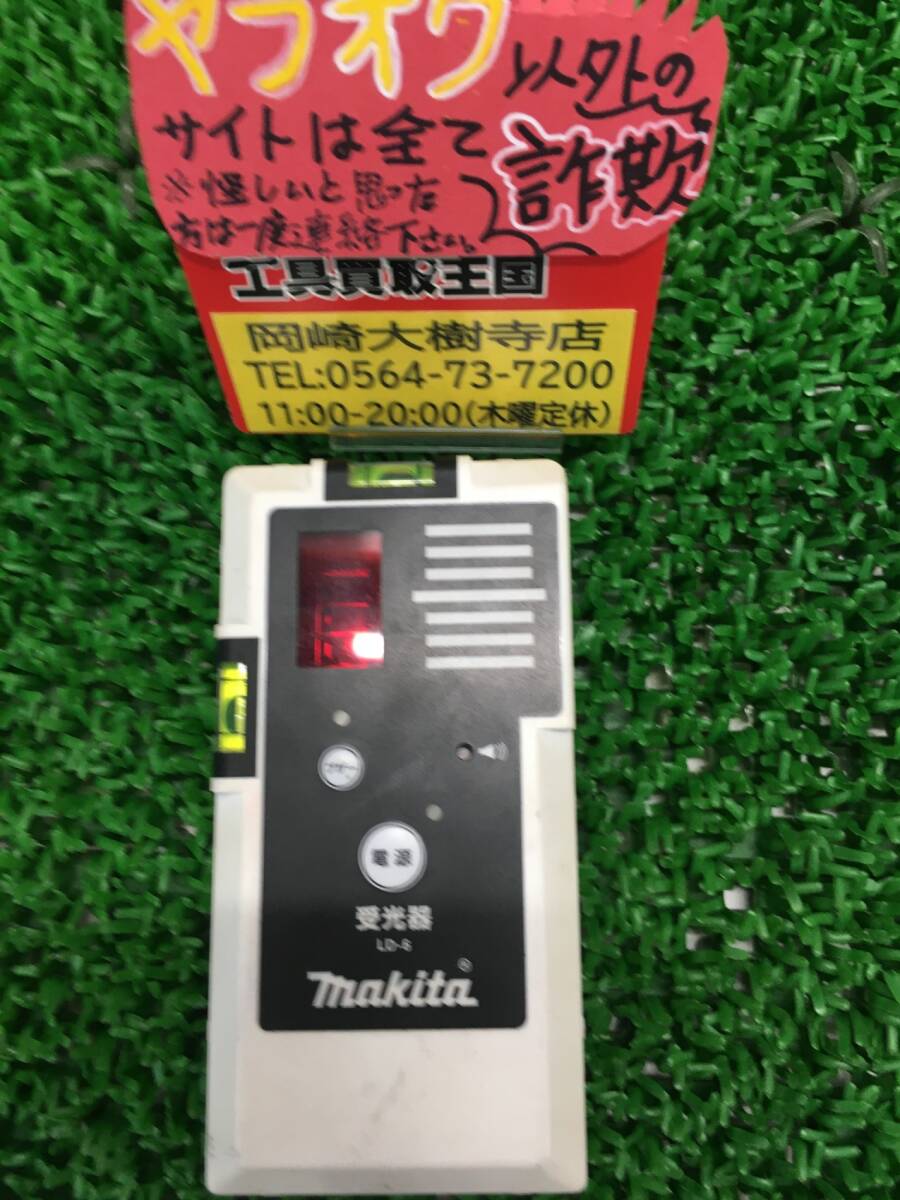 ヤフオク
以外の
サイトは全て
詐欺
※怪しいと思った
方は一度連絡下さい。
工具買取王国
岡崎大樹寺店
TEL:0564-73-7200
11:00-20:00(木曜定休)
電源
受光器
makita®